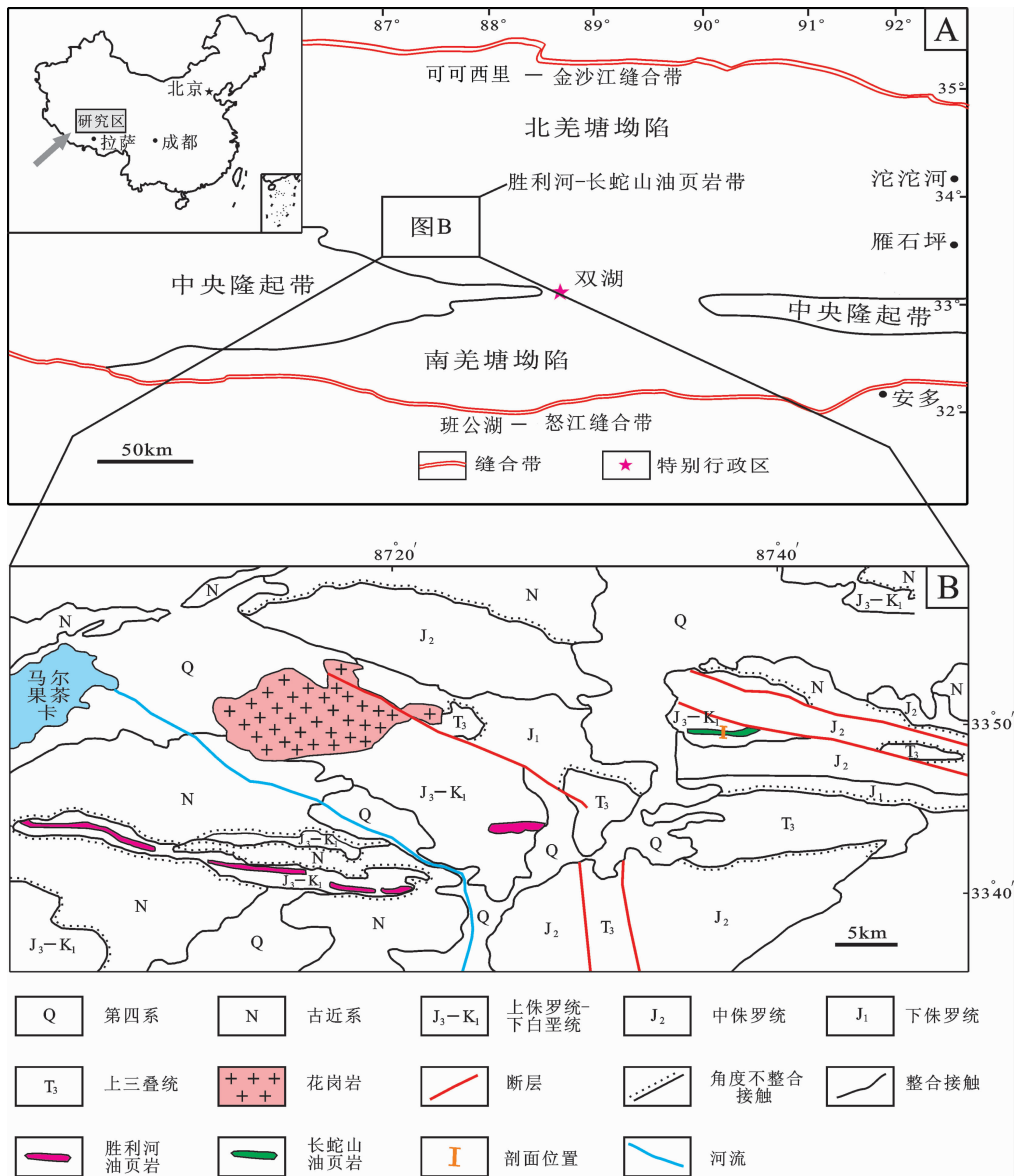 87° 88° 89° 90° 91° 92°
A
北京
研究区
拉萨
成都
可可西里 — 金沙江缝合带
35°
北羌塘坳陷
胜利河-长蛇山油页岩带
沱沱河
34°
图B
雁石坪
中央隆起带
双湖
33°
中央隆起带
南羌塘坳陷
安多
32°
班公湖 — 怒江缝合带
50km
缝合带
特别行政区
87°20′
87°40′
B
N
N
N
J₃—K₁
N
J₂
Q
Q
马尔
果茶
卡
N
N
J₂
T₃
J₃—K₁
J₂
33°50′
J₁
T₃
J₂
J₃—K₁
J₁
N
T₃
Q
T₃
J₃—K₁
N
Q
Q
J₃—K₁
33°40′
N
N
Q
J₃—K₁
Q
J₂
T₃
J₂
5km
Q 第四系
N 古近系
J₃—K₁ 上侏罗统-
下白垩统
J₂ 中侏罗统
J₁ 下侏罗统
T₃ 上三叠统
花岗岩
断层
角度不整合
接触
整合接触
胜利河
油页岩
长蛇山
油页岩
剖面位置
河流